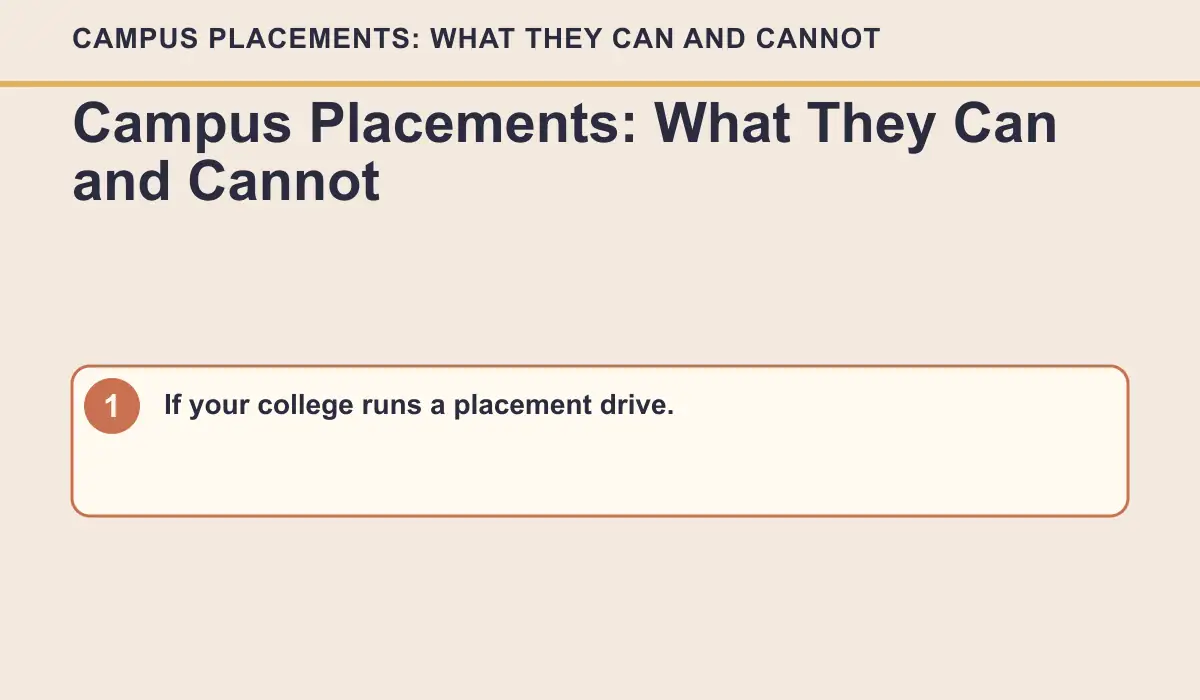 CAMPUS PLACEMENTS: WHAT THEY CAN AND CANNOT
Campus Placements: What They Can
and Cannot
1
If your college runs a placement drive.